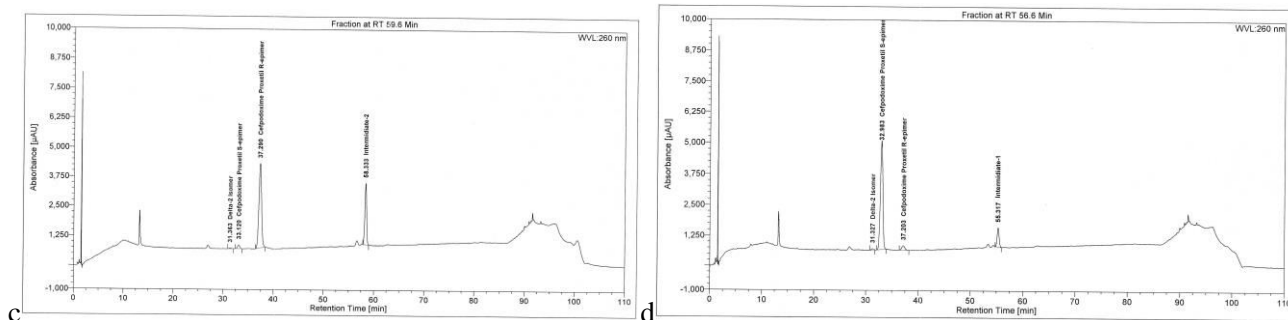 Fraction at RT 59.6 Min
WVL:260 nm
Absorbance [µAU]
10,000
8,750
7,500
6,250
5,000
3,750
2,500
1,250
-1,000
31.363 Delta-2 Isomer
33.120 Cefpodoxime Proxetil S-epimer
37.290 Cefpodoxime Proxetil R-epimer
58.333 Intermidiate-2
0 10 20 30 40 50 60 70 80 90 100 110
Retention Time [min]
c
Fraction at RT 56.6 Min
WVL:260 nm
Absorbance [µAU]
10,000
8,750
7,500
6,250
5,000
3,750
2,500
1,250
-1,000
31.327 Delta-2 Isomer
32.983 Cefpodoxime Proxetil S-epimer
37.203 Cefpodoxime Proxetil R-epimer
55.317 Intermidiate-1
0 10 20 30 40 50 60 70 80 90 100 110
Retention Time [min]
d